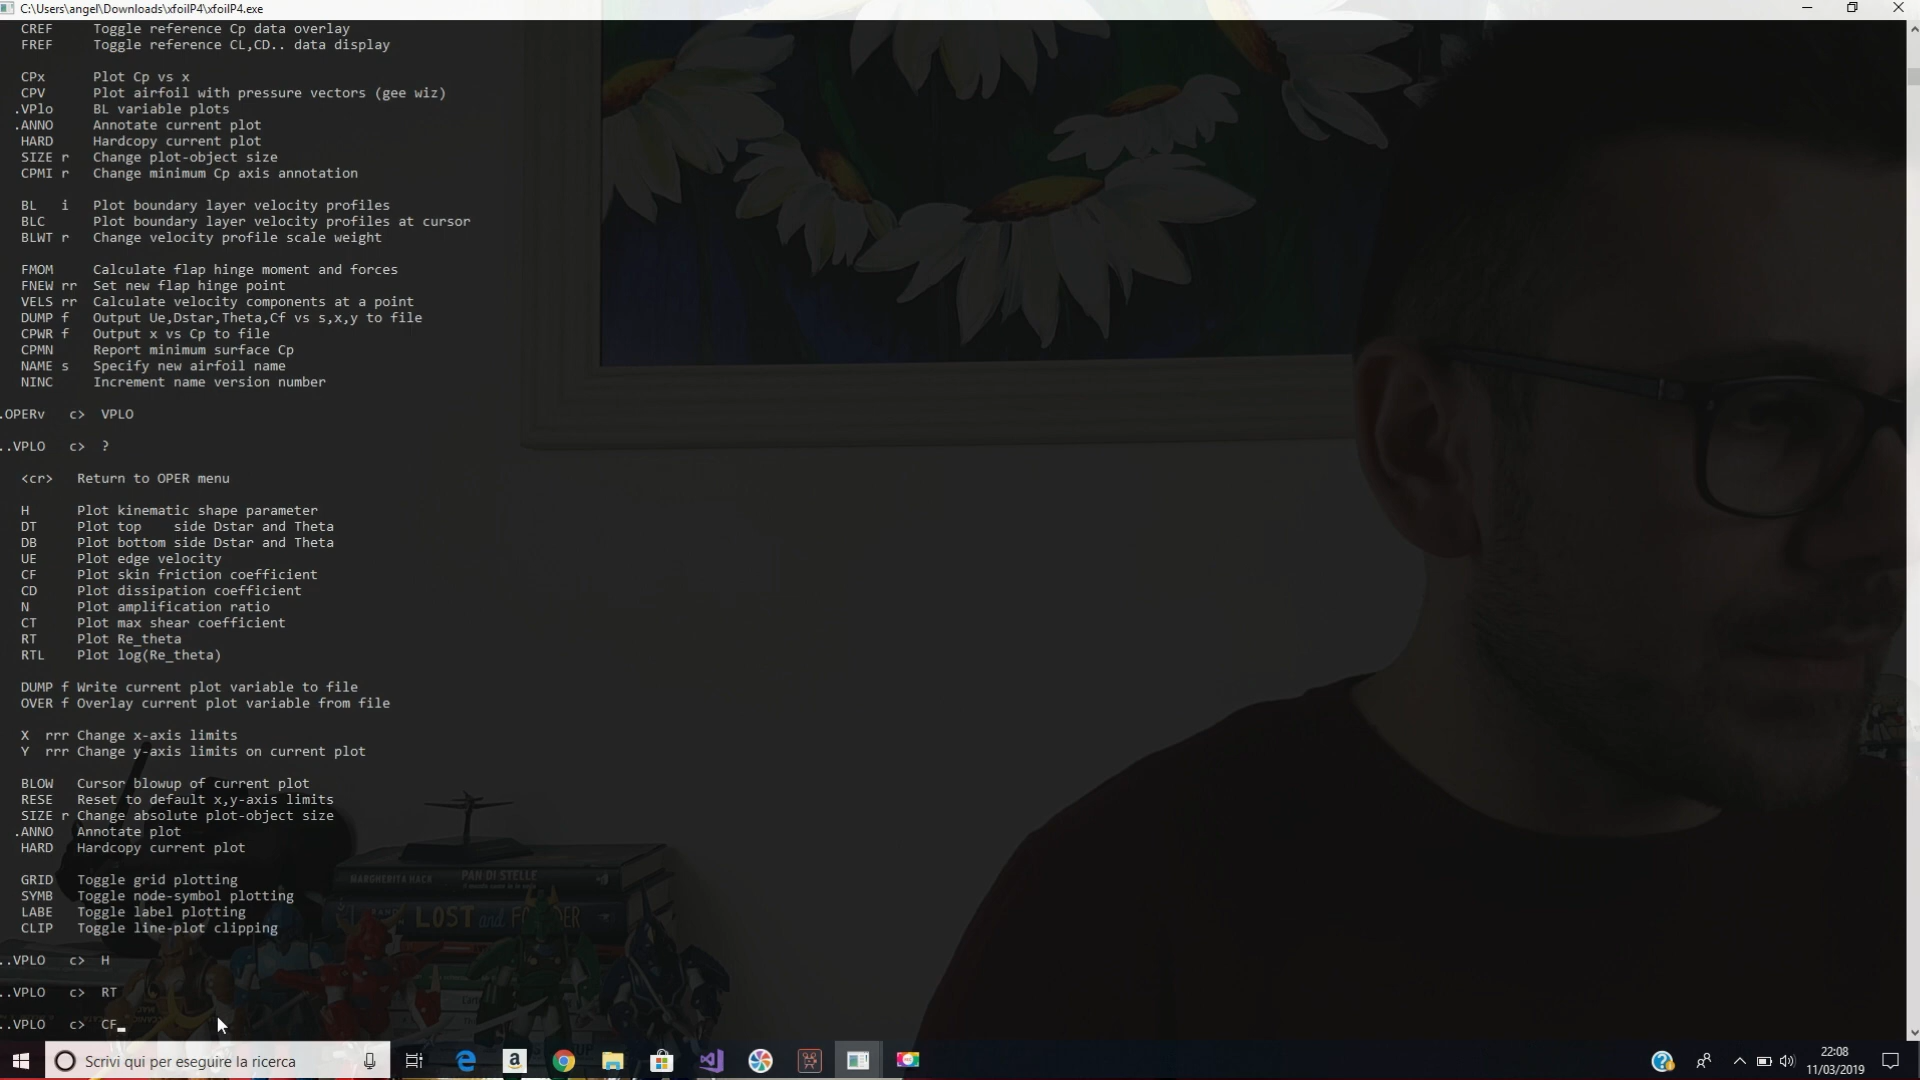 C:\Users\angel\Downloads\xfoilP4\xfoilP4.exe
CREF Toggle reference Cp data overlay
FREF Toggle reference CL,CD.. data display
CPx Plot Cp vs x
CPV Plot airfoil with pressure vectors (gee wiz)
.VPlo BL variable plots
.ANNO Annotate current plot
HARD Hardcopy current plot
SIZE r Change plot-object size
CPMI r Change minimum Cp axis annotation
BL i Plot boundary layer velocity profiles
BLC Plot boundary layer velocity profiles at cursor
BLWT r Change velocity profile scale weight
FMOM Calculate flap hinge moment and forces
FNEW rr Set new flap hinge point
VELS rr Calculate velocity components at a point
DUMP f Output Ue,Dstar,Theta,Cf vs s,x,y to file
CPWR f Output x vs Cp to file
CPMN Report minimum surface Cp
NAME s Specify new airfoil name
NINC Increment name version number
.OPERv c> VPLO
..VPLO c> ?
<cr> Return to OPER menu
H Plot kinematic shape parameter
DT Plot top side Dstar and Theta
DB Plot bottom side Dstar and Theta
UE Plot edge velocity
CF Plot skin friction coefficient
CD Plot dissipation coefficient
N Plot amplification ratio
CT Plot max shear coefficient
RT Plot Re_theta
RTL Plot log(Re_theta)
DUMP f Write current plot variable to file
OVER f Overlay current plot variable from file
X rrr Change x-axis limits
Y rrr Change y-axis limits on current plot
BLOW Cursor blowup of current plot
RESE Reset to default x,y-axis limits
SIZE r Change absolute plot-object size
.ANNO Annotate plot
HARD Hardcopy current plot
GRID Toggle grid plotting
SYMB Toggle node-symbol plotting
LABE Toggle label plotting
CLIP Toggle line-plot clipping
..VPLO c> H
..VPLO c> RT
..VPLO c> CF_
MARGHERITA HACK PAN DI STELLE
LOST and
Scrivi qui per eseguire la ricerca
22:08
11/03/2019